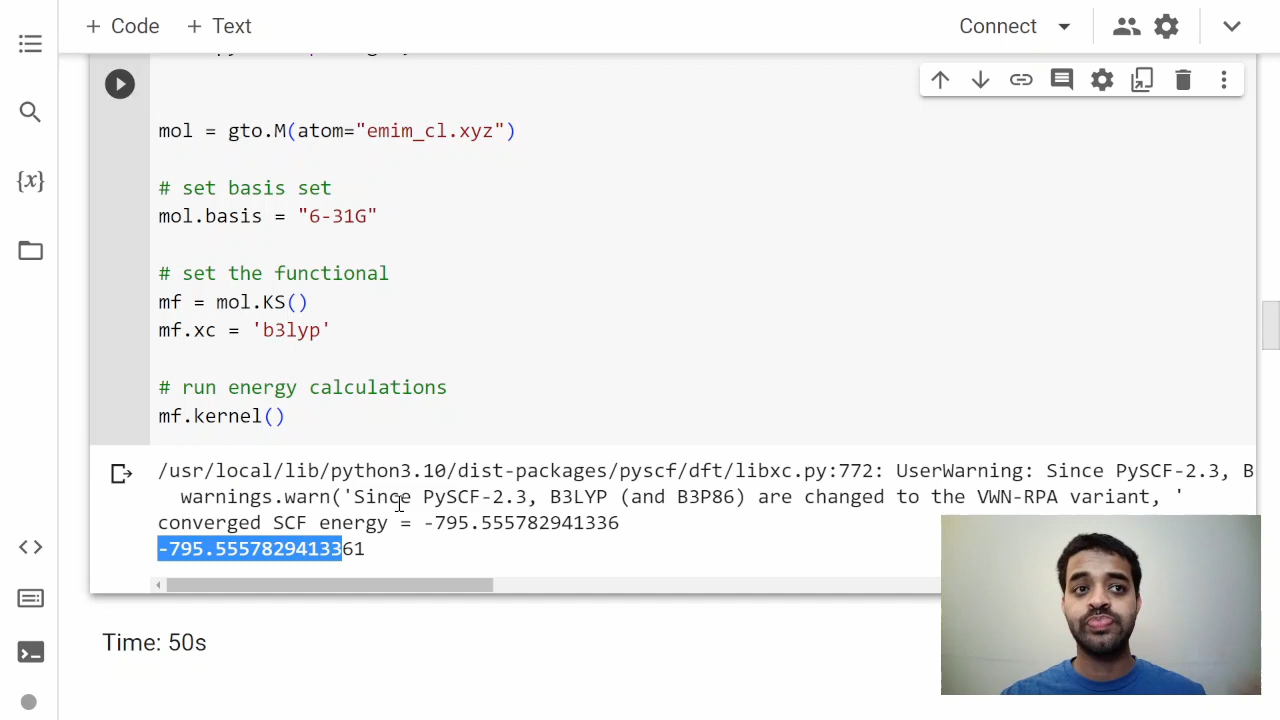 + Code + Text
Connect
mol = gto.M(atom="emim_cl.xyz")
# set basis set
mol.basis = "6-31G"
# set the functional
mf = mol.KS()
mf.xc = 'b3lyp'
# run energy calculations
mf.kernel()
/usr/local/lib/python3.10/dist-packages/pyscf/dft/libxc.py:772: UserWarning: Since PySCF-2.3, B
warnings.warn('Since PySCF-2.3, B3LYP (and B3P86) are changed to the VWN-RPA variant, '
converged SCF energy = -795.555782941336
-795.5557829413361
Time: 50s